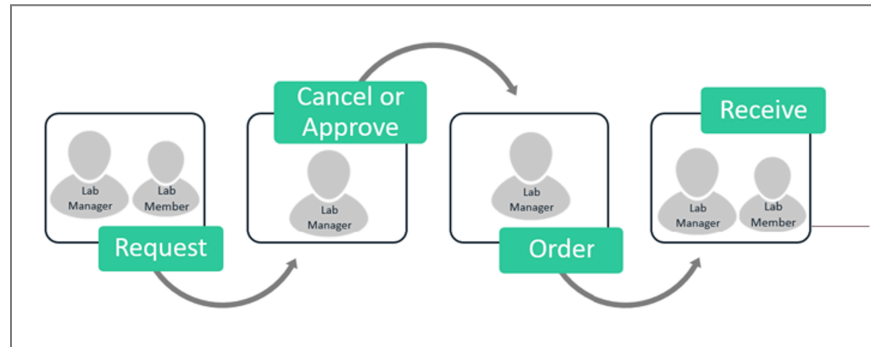 Lab
Manager
Lab
Member
Request
Cancel or
Approve
Lab
Manager
Lab
Manager
Order
Receive
Lab
Manager
Lab
Member